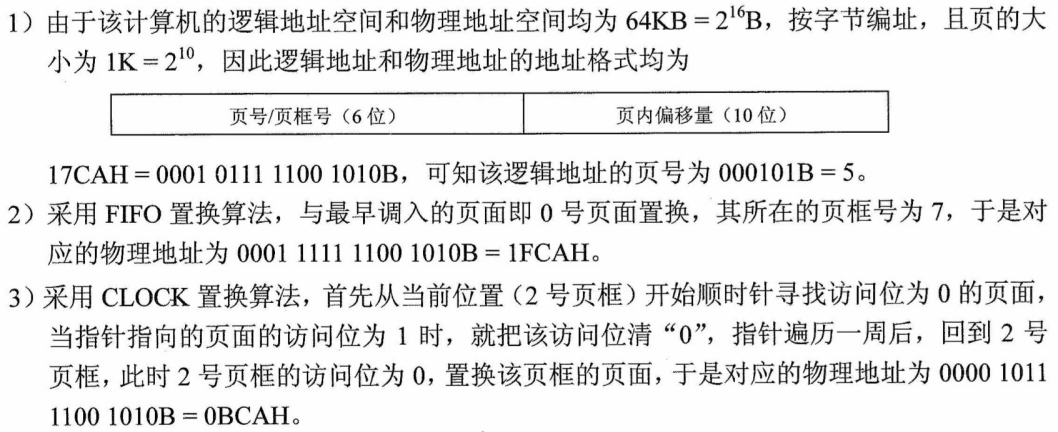 1）由于该计算机的逻辑地址空间和物理地址空间均为 64KB = 2¹⁶B，按字节编址，且页的大
小为 1K = 2¹⁰，因此逻辑地址和物理地址的地址格式均为
页号/页框号（6 位） 页内偏移量（10 位）
17CAH = 0001 0111 1100 1010B，可知该逻辑地址的页号为 000101B = 5。
2）采用 FIFO 置换算法，与最早调入的页面即 0 号页面置换，其所在的页框号为 7，于是对
应的物理地址为 0001 1111 1100 1010B = 1FCAH。
3）采用 CLOCK 置换算法，首先从当前位置（2 号页框）开始顺时针寻找访问位为 0 的页面，
当指针指向的页面的访问位为 1 时，就把该访问位清“0”，指针遍历一周后，回到 2 号
页框，此时 2 号页框的访问位为 0，置换该页框的页面，于是对应的物理地址为 0000 1011
1100 1010B = 0BCAH。